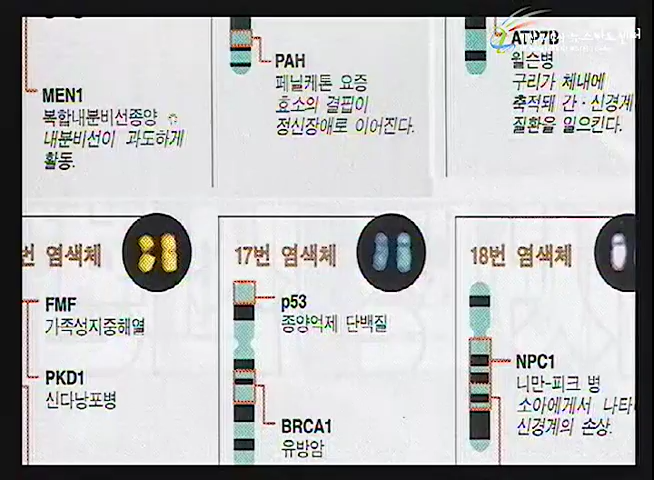 MEN1
복합내분비선종양
내분비선이 과도하게
활동.
PAH
페닐케톤 요증
효소의 결핍이
정신장애로 이어진다.
ATP7B
윌슨병
구리가 체내에
축적돼 간·신경계
질환을 일으킨다.
번 염색체
FMF
가족성지중해열
PKD1
신다낭포병
17번 염색체
p53
종양억제 단백질
BRCA1
유방암
18번 염색체
NPC1
니만-피크 병
소아에게서 나타
신경계의 손상.